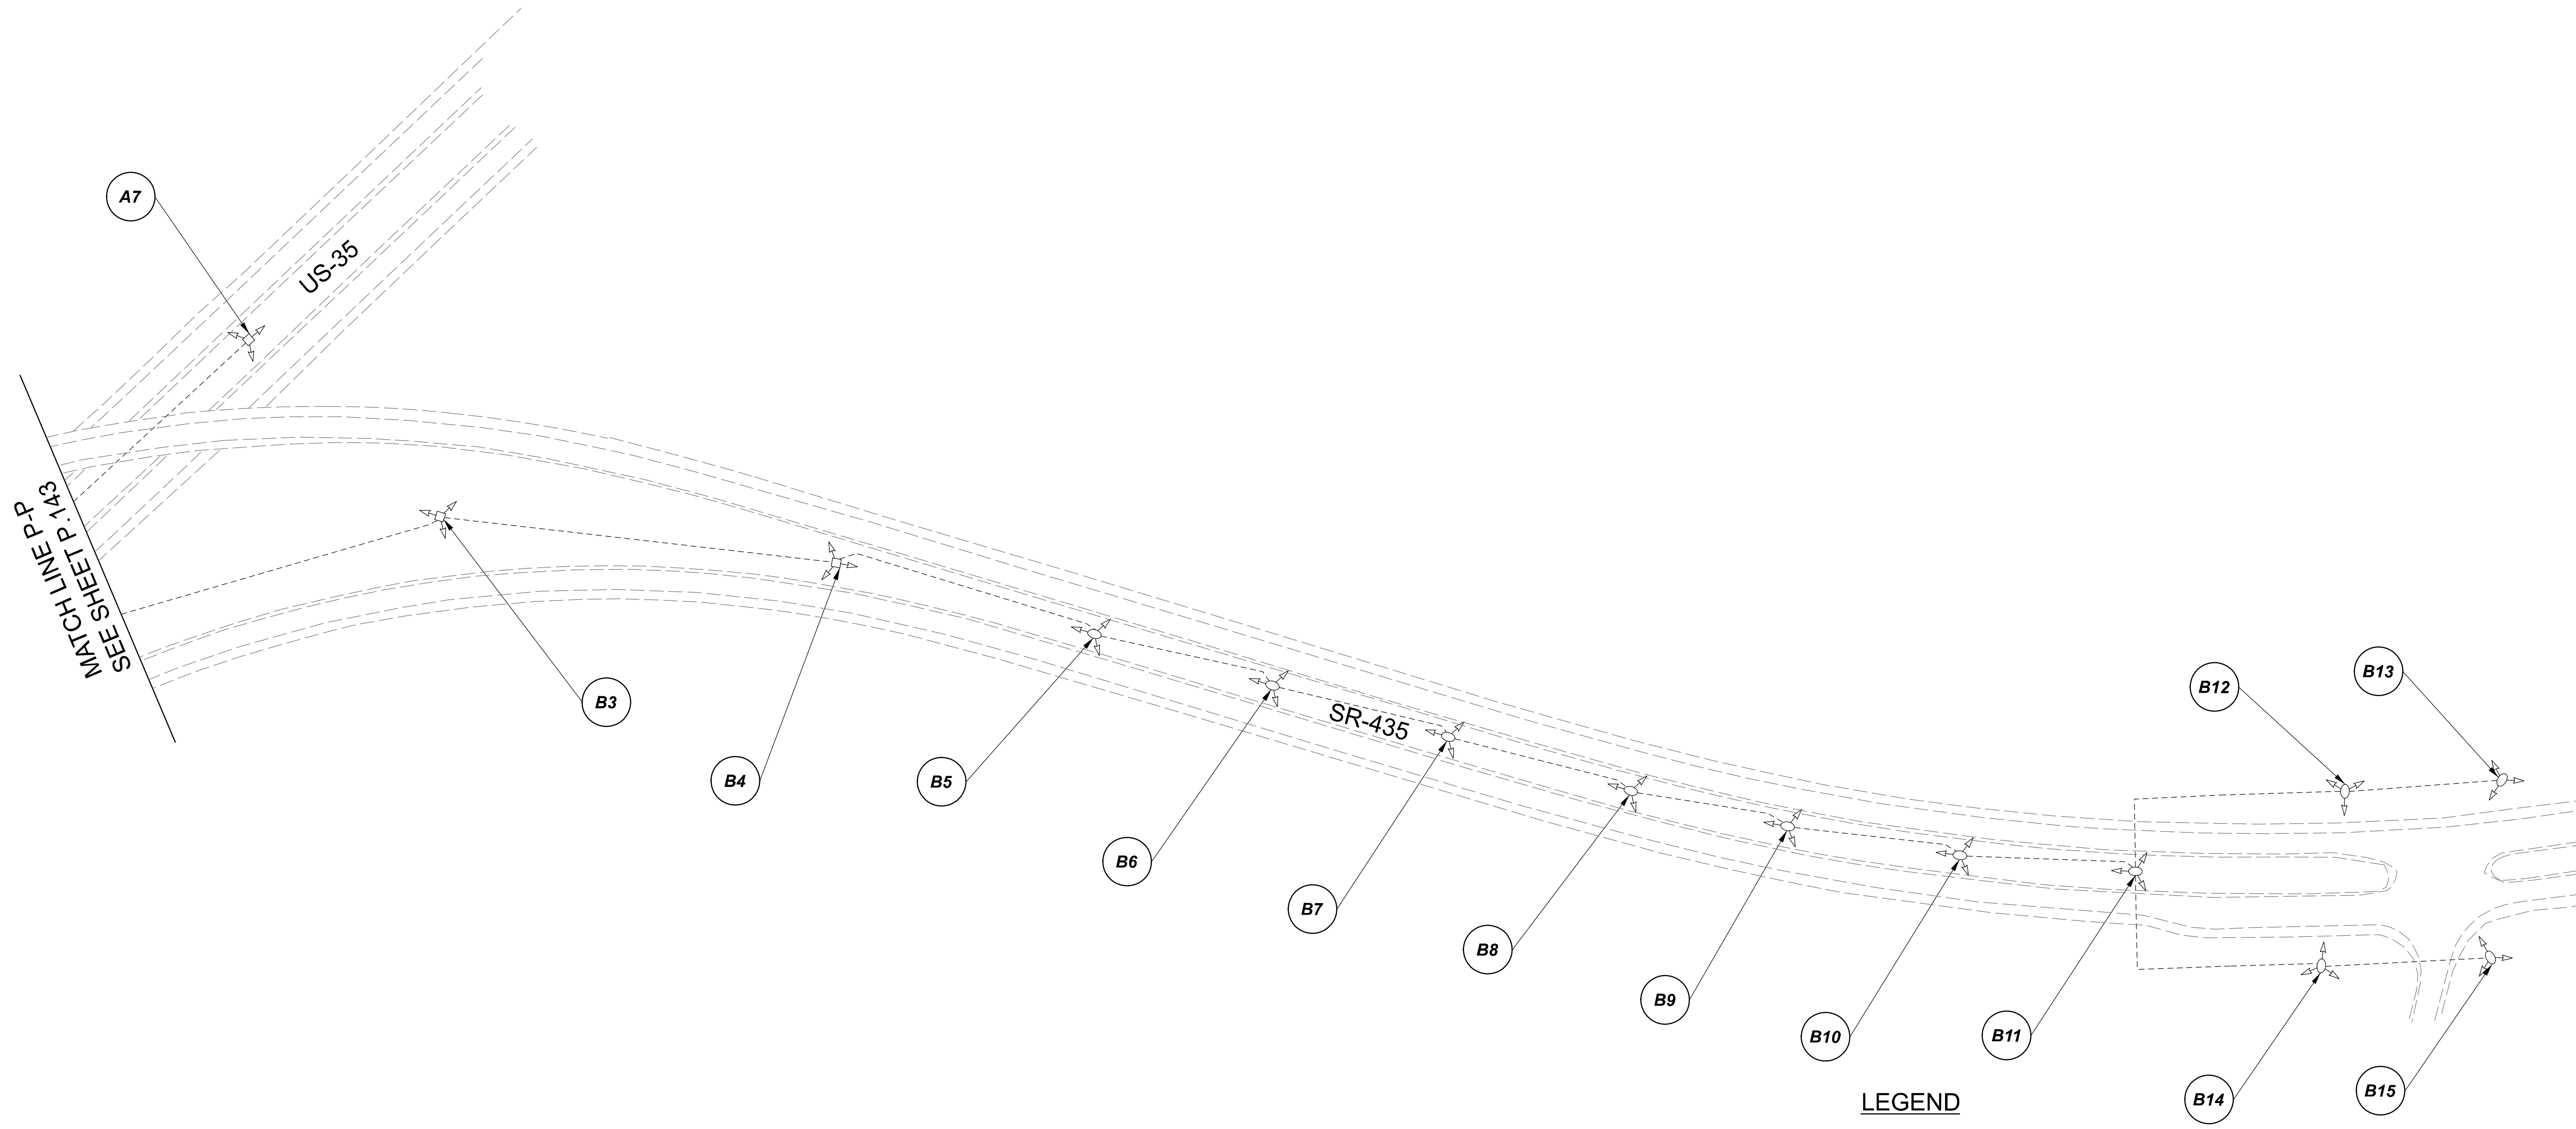 A7
US-35
MATCH LINE P-P
SEE SHEET P.143
B3
B4
B5
B6
SR-435
B7
B8
B9
B10
B11
B12
B13
B14
B15
LEGEND